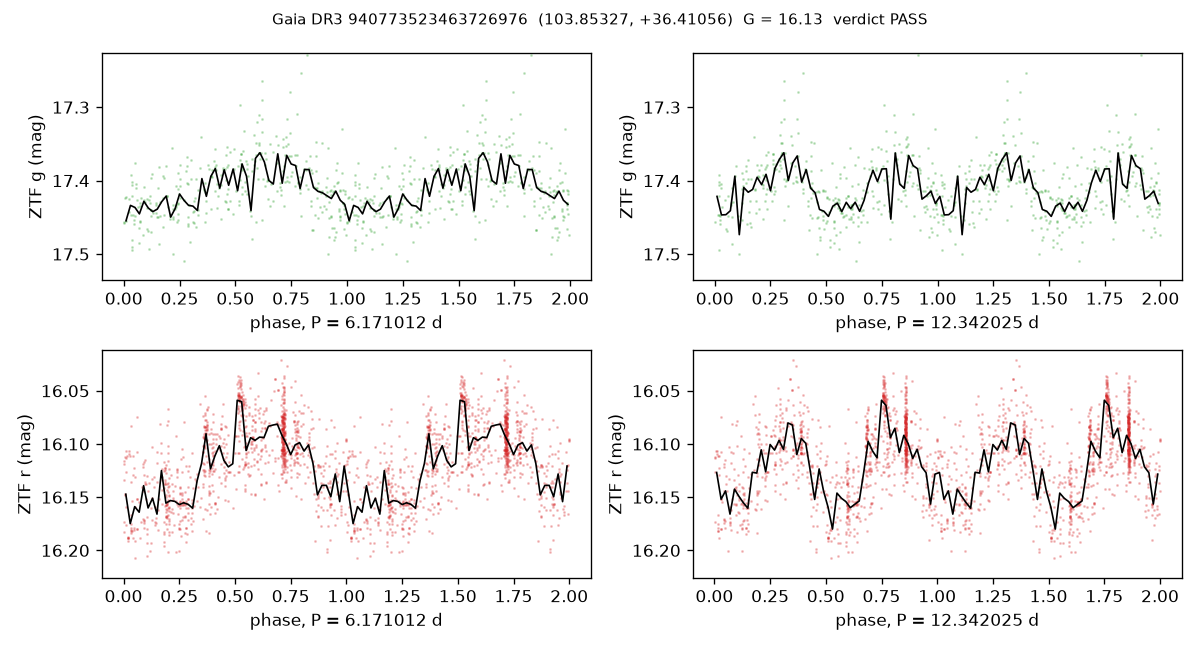 Gaia DR3 940773523463726976  (103.85327, +36.41056)  G = 16.13  verdict PASS
ZTF g (mag)
17.3
17.4
17.5
0.00 0.25 0.50 0.75 1.00 1.25 1.50 1.75 2.00
phase, P = 6.171012 d
ZTF g (mag)
17.3
17.4
17.5
0.00 0.25 0.50 0.75 1.00 1.25 1.50 1.75 2.00
phase, P = 12.342025 d
ZTF r (mag)
16.05
16.10
16.15
16.20
0.00 0.25 0.50 0.75 1.00 1.25 1.50 1.75 2.00
phase, P = 6.171012 d
ZTF r (mag)
16.05
16.10
16.15
16.20
0.00 0.25 0.50 0.75 1.00 1.25 1.50 1.75 2.00
phase, P = 12.342025 d